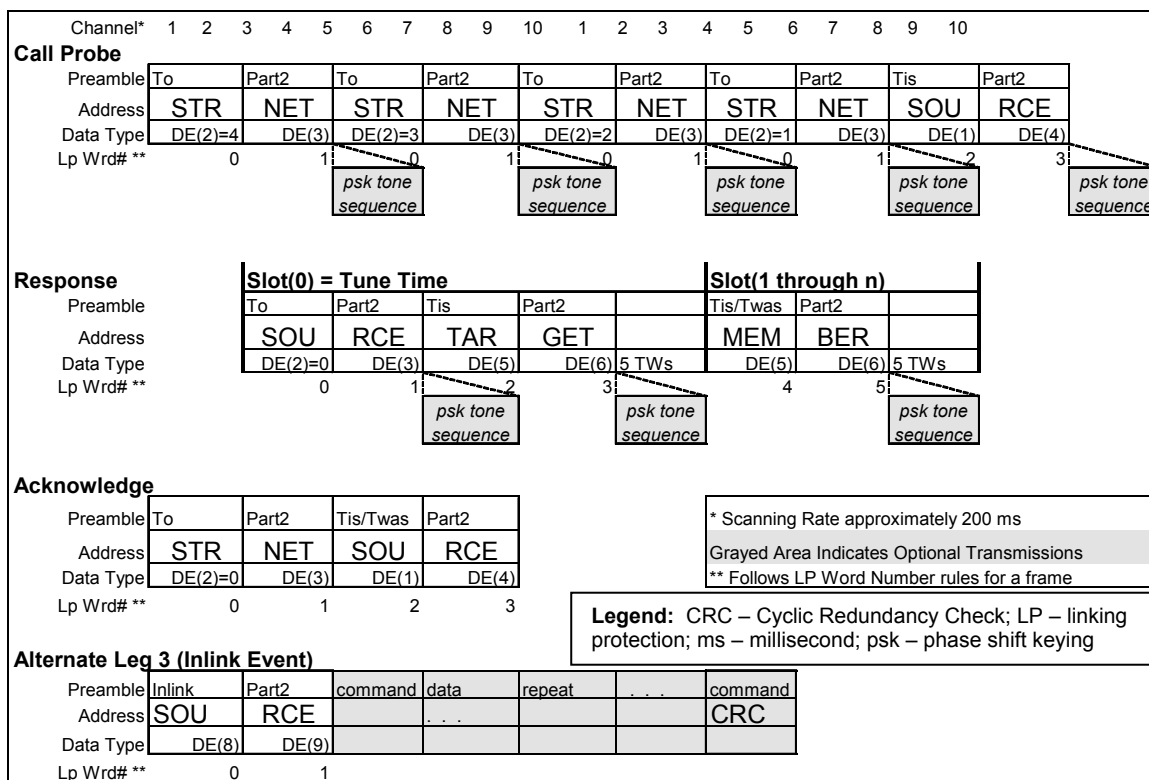 Channel* 1 2 3 4 5 6 7 8 9 10 1 2 3 4 5 6 7 8 9 10
Call Probe
Preamble To Part2 To Part2 To Part2 To Part2 Tis Part2
Address STR NET STR NET STR NET STR NET SOU RCE
Data Type DE(2)=4 DE(3) DE(2)=3 DE(3) DE(2)=2 DE(3) DE(2)=1 DE(3) DE(1) DE(4)
Lp Wrd# ** 0 1 0 1 0 1 0 1 2 3
psk tone psk tone psk tone psk tone psk tone
sequence sequence sequence sequence sequence
Response Slot(0) = Tune Time Slot(1 through n)
Preamble To Part2 Tis Part2 Tis/Twas Part2
Address SOU RCE TAR GET MEM BER
Data Type DE(2)=0 DE(3) DE(5) DE(6) 5 TWs DE(5) DE(6) 5 TWs
Lp Wrd# ** 0 1 2 3 4 5
psk tone psk tone psk tone
sequence sequence sequence
Acknowledge
Preamble To Part2 Tis/Twas Part2
Address STR NET SOU RCE
Data Type DE(2)=0 DE(3) DE(1) DE(4)
Lp Wrd# ** 0 1 2 3
* Scanning Rate approximately 200 ms
Grayed Area Indicates Optional Transmissions
** Follows LP Word Number rules for a frame
Legend: CRC – Cyclic Redundancy Check; LP – linking
protection; ms – millisecond; psk – phase shift keying
Alternate Leg 3 (Inlink Event)
Preamble Inlink Part2 command data repeat . . . command
Address SOU RCE . . . CRC
Data Type DE(8) DE(9)
Lp Wrd# ** 0 1